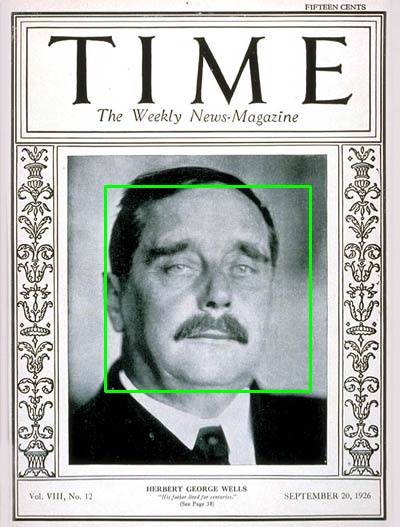 FIFTEEN CENTS
TIME
The Weekly News-Magazine
HERBERT GEORGE WELLS
"His father lived for centuries."
(See Page 38)
Vol. VIII, No. 12
SEPTEMBER 20, 1926